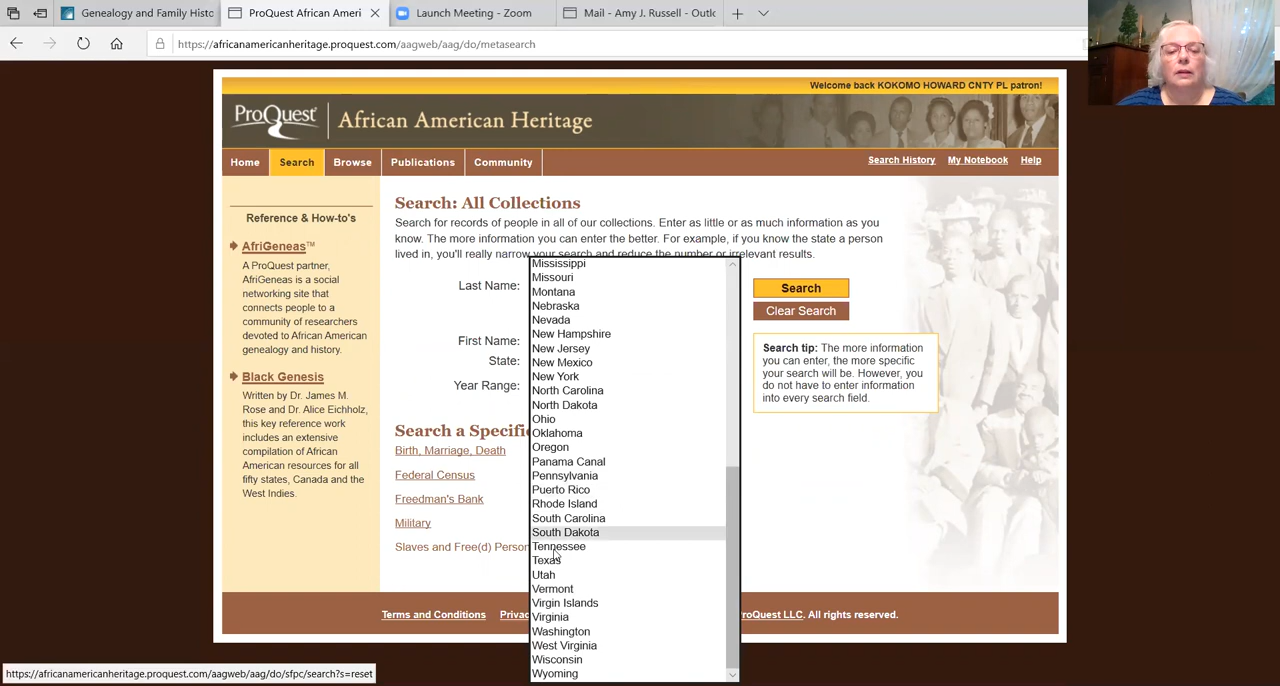 Genealogy and Family Histo
ProQuest African Ameri
Launch Meeting - Zoom
Mail - Amy J. Russell - Outl
https://africanamericanheritage.proquest.com/aagweb/aag/do/metasearch
Welcome back KOKOMO HOWARD CNTY PL patron!
ProQuest
African American Heritage
Home
Search
Browse
Publications
Community
Search History
My Notebook
Help
Reference & How-to's
AfriGeneas™
A ProQuest partner,
AfriGeneas is a social
networking site that
connects people to a
community of researchers
devoted to African American
genealogy and history.
Black Genesis
Written by Dr. James M.
Rose and Dr. Alice Eichholz,
this key reference work
includes an extensive
compilation of African
American resources for all
fifty states, Canada and the
West Indies.
Search: All Collections
Search for records of people in all of our collections. Enter as little or as much information as you
know. The more information you can enter the better. For example, if you know the state a person
lived in, you'll really narrow your search and reduce the number or irrelevant results.
Last Name:
First Name:
State:
Year Range:
Search a Specifi
Birth, Marriage, Death
Federal Census
Freedman's Bank
Military
Slaves and Free(d) Person
Mississippi
Missouri
Montana
Nebraska
Nevada
New Hampshire
New Jersey
New Mexico
New York
North Carolina
North Dakota
Ohio
Oklahoma
Oregon
Panama Canal
Pennsylvania
Puerto Rico
Rhode Island
South Carolina
South Dakota
Tennessee
Texas
Utah
Vermont
Virgin Islands
Virginia
Washington
West Virginia
Wisconsin
Wyoming
Search
Clear Search
Search tip: The more information
you can enter, the more specific
your search will be. However, you
do not have to enter information
into every search field.
Terms and Conditions
Privac
ProQuest LLC. All rights reserved.
https://africanamericanheritage.proquest.com/aagweb/aag/do/sfpc/search?s=reset